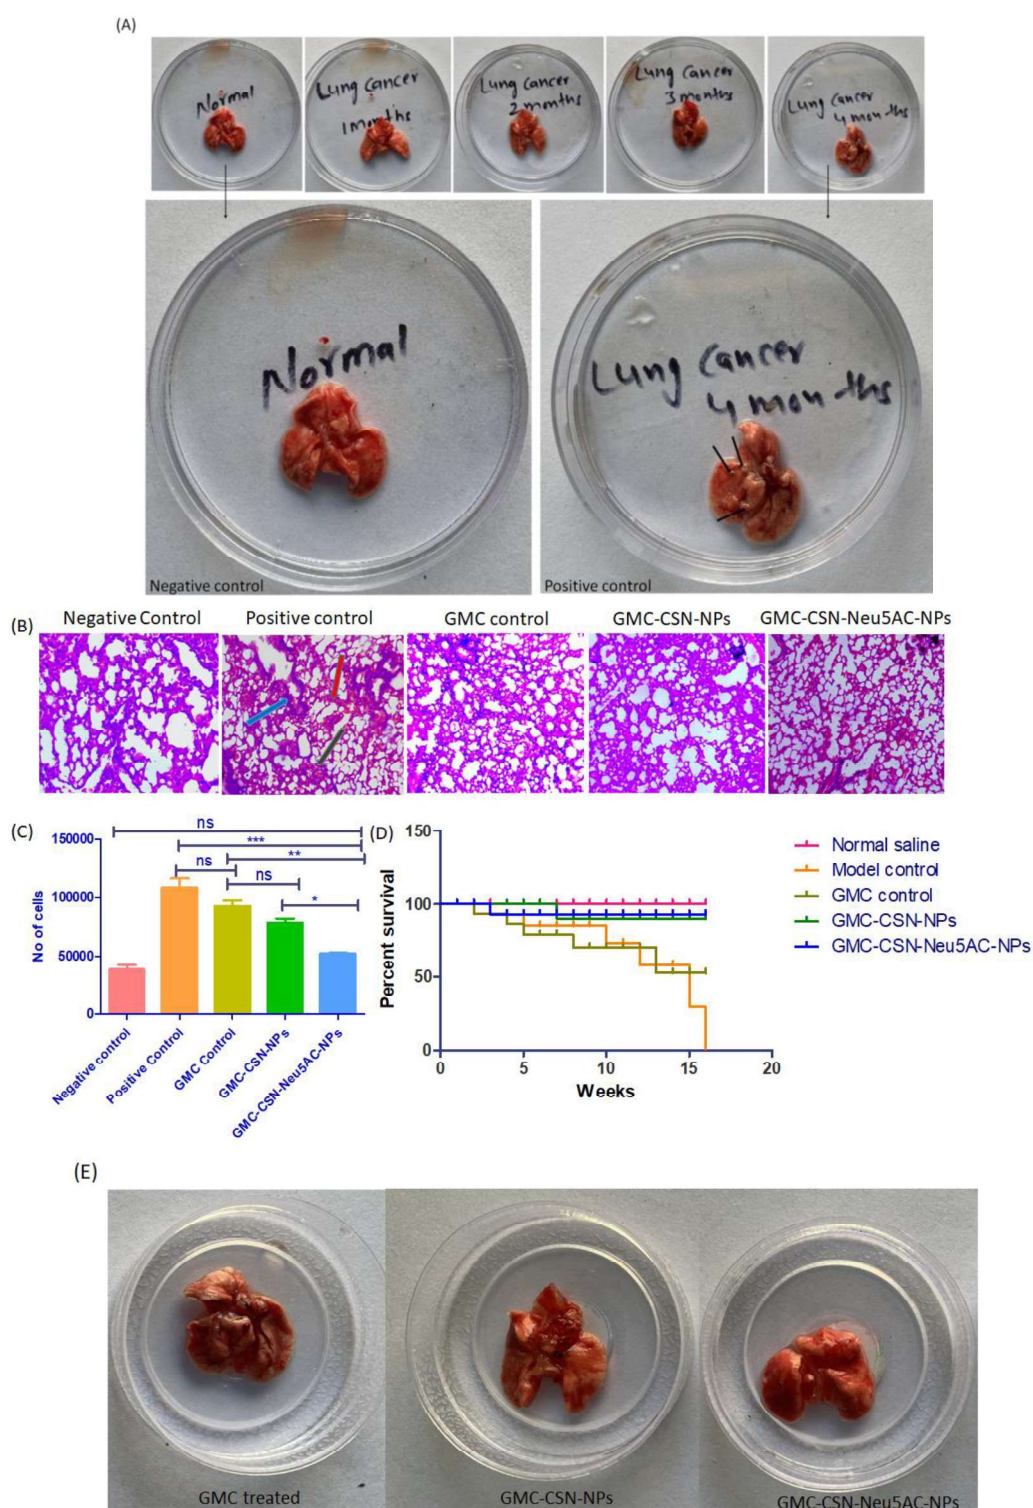 (A)
Normal
Lung Cancer
1 months
Lung Cancer
2 months
Lung Cancer
3 months
Lung Cancer
4 months
Normal
Negative control
Lung Cancer
4 months
Positive control
(B)
Negative Control
Positive control
GMC control
GMC-CSN-NPs
GMC-CSN-Neu5AC-NPs
(C)
ns
***
**
ns
ns
*
150000
100000
50000
0
No of cells
Negative control
Positive control
GMC Control
GMC-CSN-NPs
GMC-CSN-Neu5AC-NPs
(D)
150
100
50
0
Percent survival
0
5
10
15
20
Weeks
Normal saline
Model control
GMC control
GMC-CSN-NPs
GMC-CSN-Neu5AC-NPs
(E)
GMC treated
GMC-CSN-NPs
GMC-CSN-Neu5AC-NPs